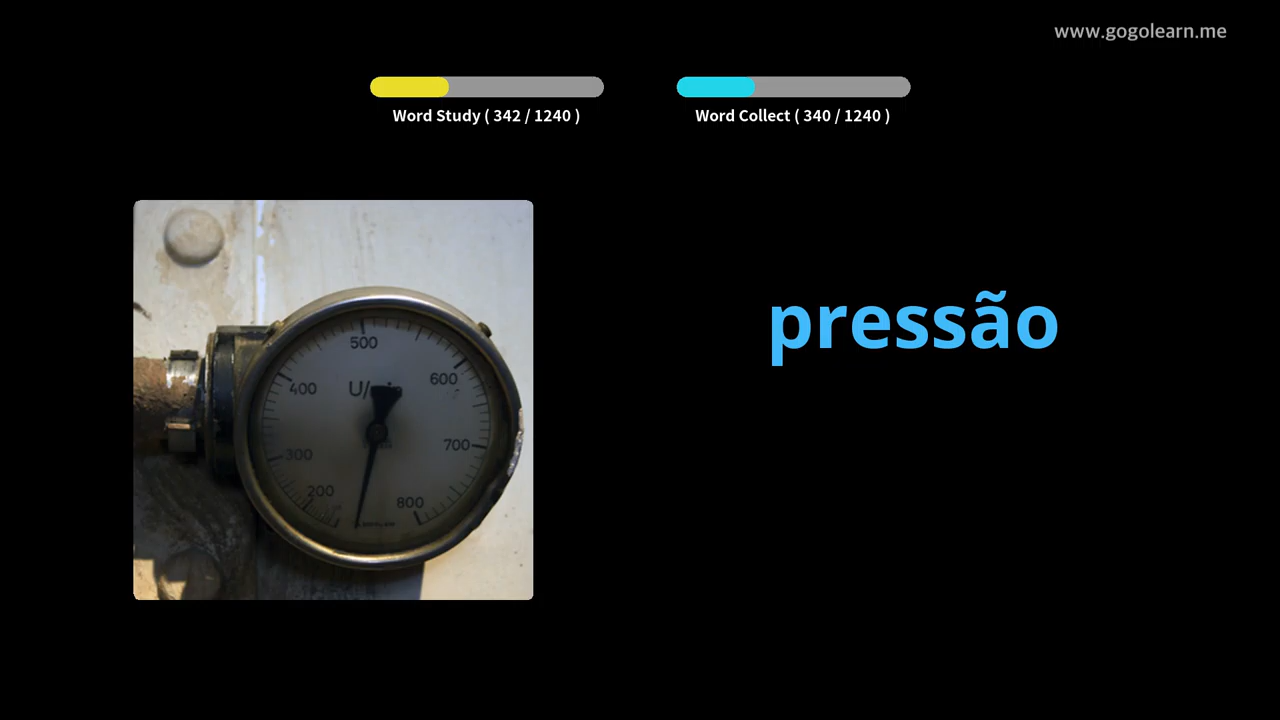 www.gogolearn.me
Word Study ( 342 / 1240 )
Word Collect ( 340 / 1240 )
pressão
500
400
600
U/
300
700
200
800